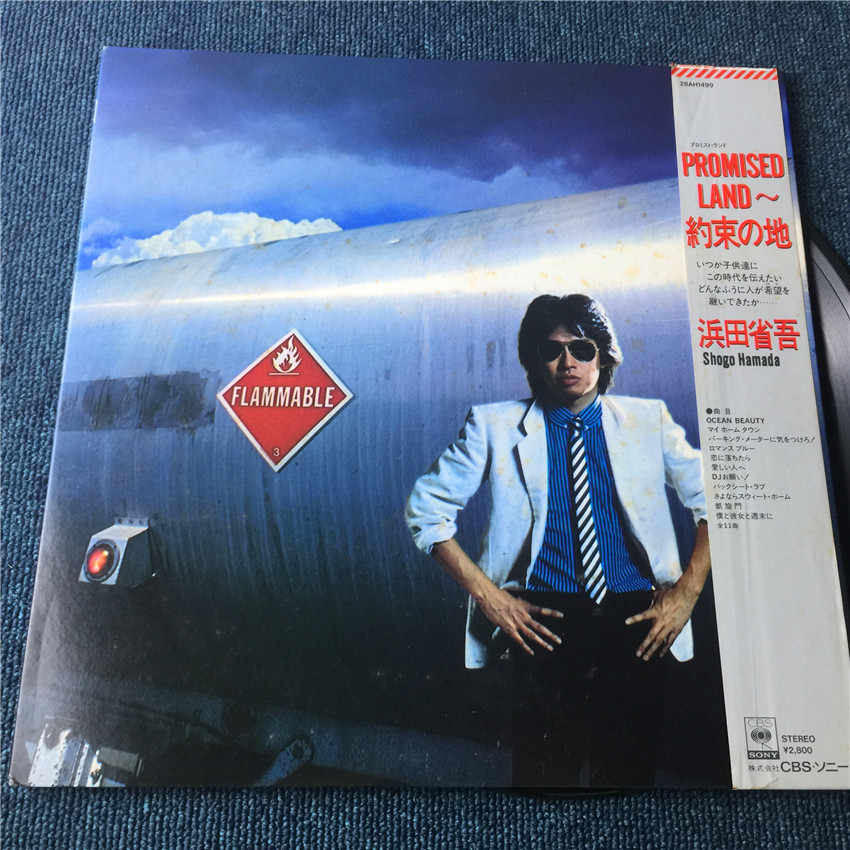 FLAMMABLE
3
28AH1499
プロミスト・ランド
PROMISED
LAND〜
約束の地
いつか子供達に
この時代を伝えたい
どんなふうに人が希望を
継いできたか……
浜田省吾
Shogo Hamada
●曲目
OCEAN BEAUTY
マイ ホーム タウン
パーキング・メーターに気をつけろ!
ロマンス ブルー
恋に落ちたら
愛しい人へ
DJお願い!
バックシート・ラブ
さよならスウィート・ホーム
凱旋門
僕と彼女と週末に
全11曲
CBS
SONY
STEREO
¥2,800
株式会社 CBS・ソニー